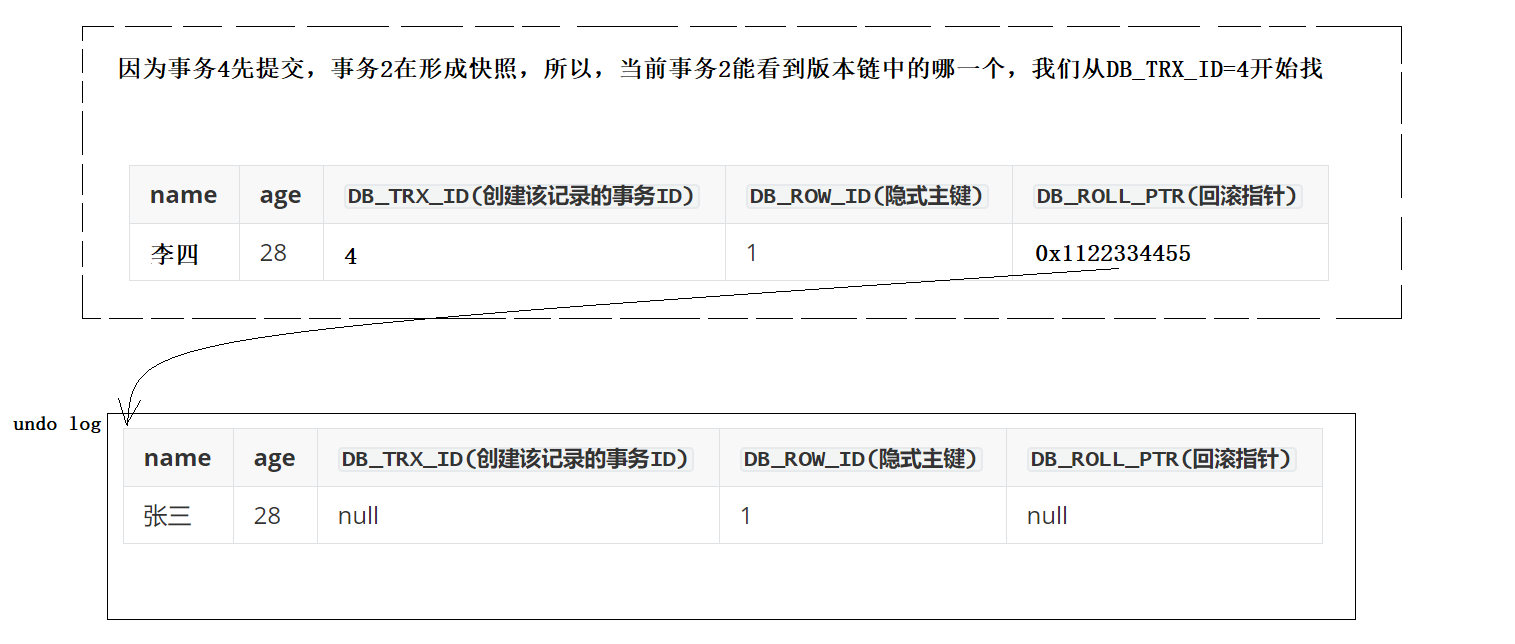 因为事务4先提交，事务2在形成快照，所以，当前事务2能看到版本链中的哪一个，我们从DB_TRX_ID=4开始找
name age DB_TRX_ID(创建该记录的事务ID) DB_ROW_ID(隐式主键) DB_ROLL_PTR(回滚指针)
李四 28 4 1 0x1122334455
undo log
name age DB_TRX_ID(创建该记录的事务ID) DB_ROW_ID(隐式主键) DB_ROLL_PTR(回滚指针)
张三 28 null 1 null